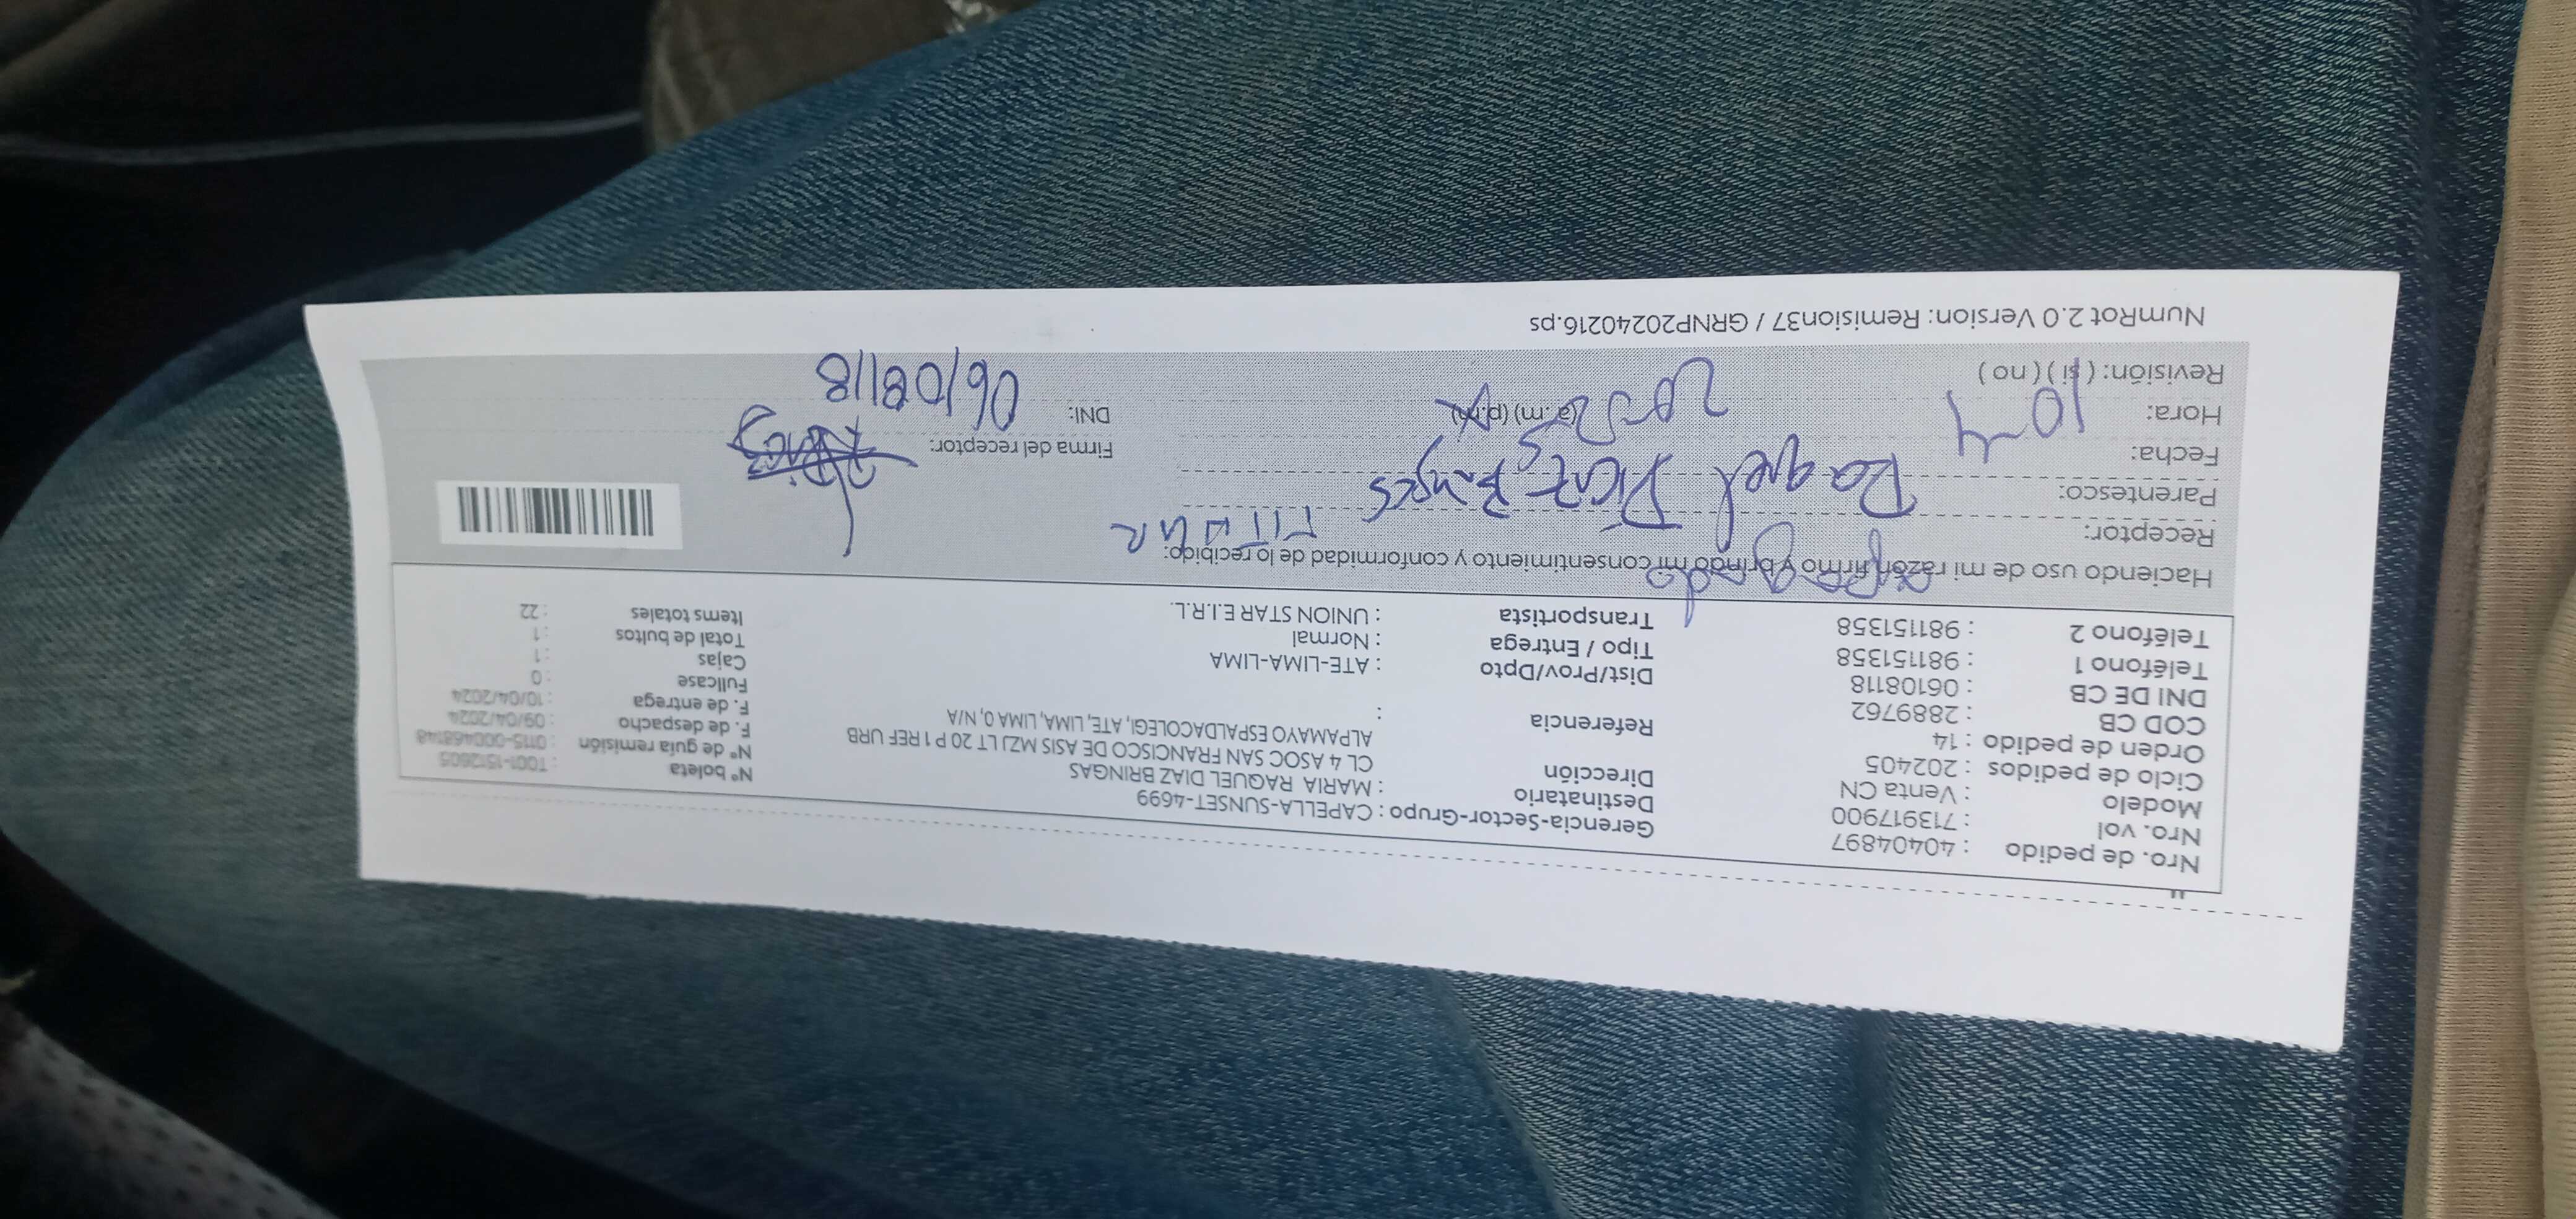 Nro. de pedido : 40404897
Nro. vol : 713917900
Modelo : Venta CN
Ciclo de pedidos : 202405
Orden de pedido : 14
COD CB : 2889762
DNI DE CB : 06108118
Teléfono 1 : 981151358
Teléfono 2 : 981151358
Gerencia-Sector-Grupo : CAPELLA-SUNSET-4699
Destinatario : MARIA RAQUEL DIAZ BRINGAS
Dirección : CL 4 ASOC SAN FRANCISCO DE ASIS MZJ LT 20 P 1 REF URB
ALPAMAYO ESPALDACOLEGI, ATE, LIMA, LIMA 0, N/A
Referencia :
Dist/Prov/Dpto : ATE-LIMA-LIMA
Tipo / Entrega : Normal
Transportista : UNION STAR E.I.R.L.
N° boleta : T001-1512605
N° de guía remisión : 0115-000468148
F. de despacho : 09/04/2024
F. de entrega : 10/04/2024
Fullcase : 0
Cajas : 1
Total de bultos : 1
Items totales : 22
Haciendo uso de mi razón firmo y brindo mi consentimiento y conformidad de lo recibido:
Receptor:
TITULAR
Parentesco: Raquel
Fecha: 10-4
Hora: (a. m) (p.m)
Revisión: ( si ) ( no )
Firma del receptor:
DNI: 06108118
NumRot 2.0 Version: Remision37 / GRNP20240216.ps